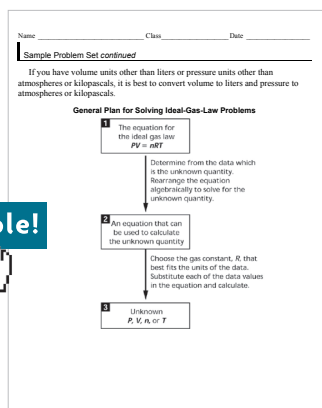 Name Class Date
Sample Problem Set continued
If you have volume units other than liters or pressure units other than
atmospheres or kilopascals, it is best to convert volume to liters and pressure to
atmospheres or kilopascals.
General Plan for Solving Ideal-Gas-Law Problems
1
The equation for
the ideal gas law
PV = nRT
Determine from the data which
is the unknown quantity.
Rearrange the equation
algebraically to solve for the
unknown quantity.
2
An equation that can
be used to calculate
the unknown quantity
Choose the gas constant, R, that
best fits the units of the data.
Substitute each of the data values
in the equation and calculate.
3
Unknown
P, V, n, or T